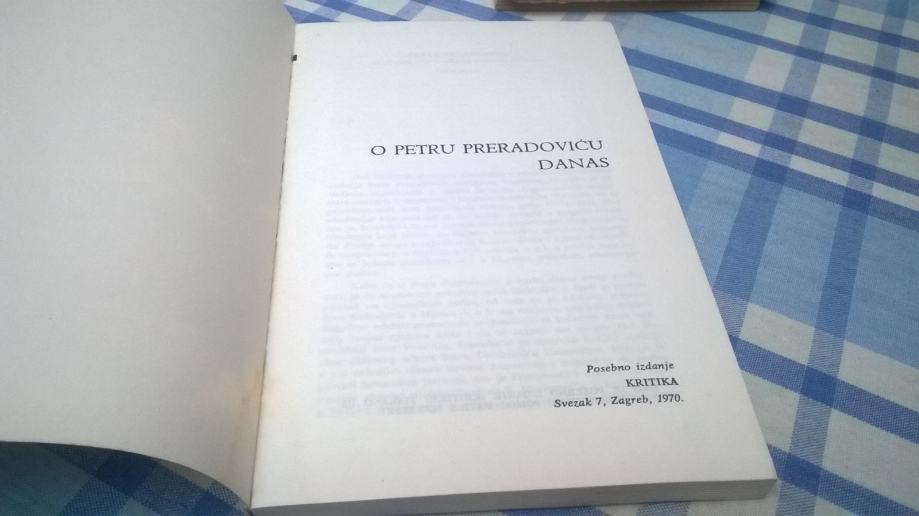 O PETRU PRERADOVIĆU
DANAS
Posebno izdanje
KRITIKA
Svezak 7, Zagreb, 1970.